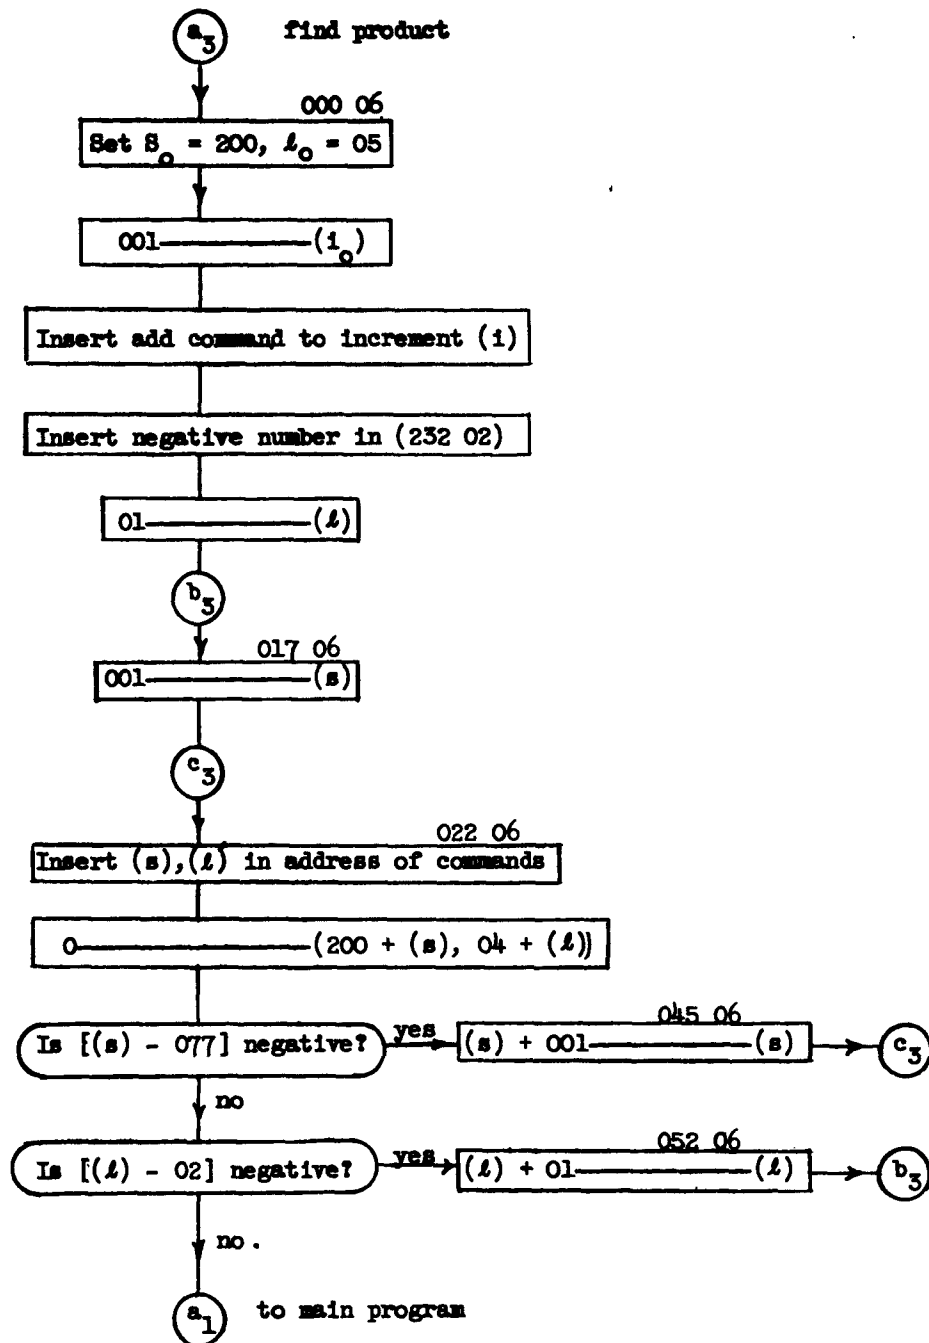 a3 find product
000 06
Set S0 = 200, ℓ0 = 05
001————(i0)
Insert add command to increment (i)
Insert negative number in (232 02)
01————(ℓ)
b3
017 06
001————(s)
c3
022 06
Insert (s),(ℓ) in address of commands
0————(200 + (s), 04 + (ℓ))
045 06
Is [(s) - 077] negative? yes (s) + 001————(s) c3
no
052 06
Is [(ℓ) - 02] negative? yes (ℓ) + 01————(ℓ) b3
no.
a1 to main program